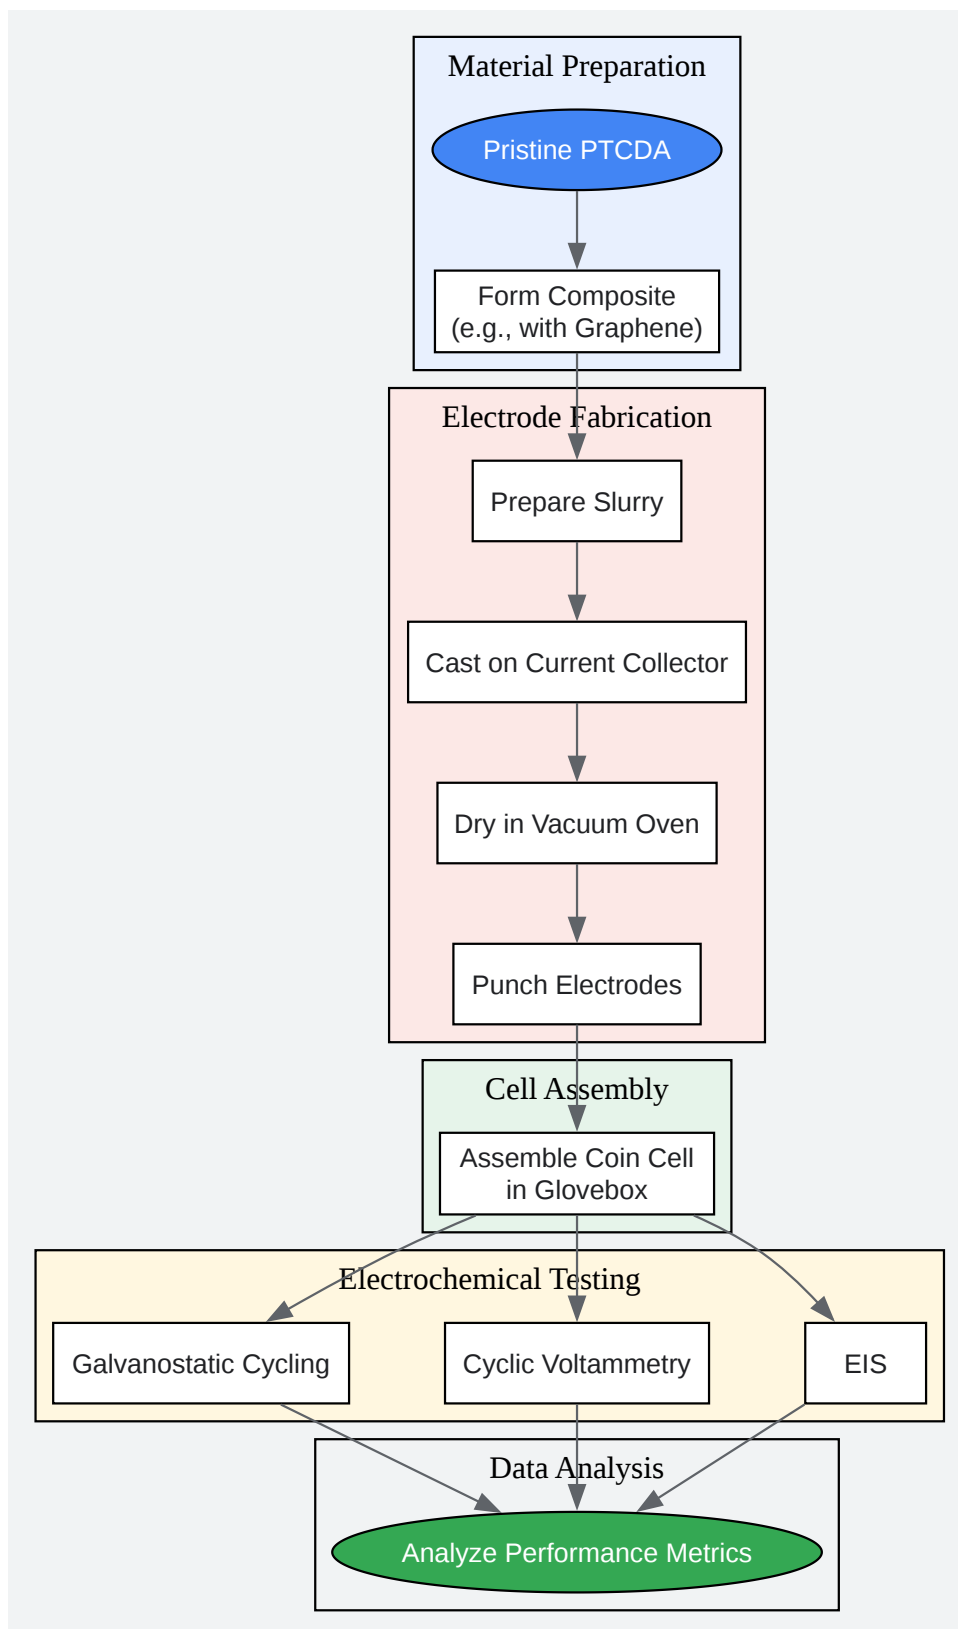 Material Preparation
Pristine PTCDA
Form Composite
(e.g., with Graphene)
Electrode Fabrication
Prepare Slurry
Cast on Current Collector
Dry in Vacuum Oven
Punch Electrodes
Cell Assembly
Assemble Coin Cell
in Glovebox
Electrochemical Testing
Galvanostatic Cycling
Cyclic Voltammetry
EIS
Data Analysis
Analyze Performance Metrics